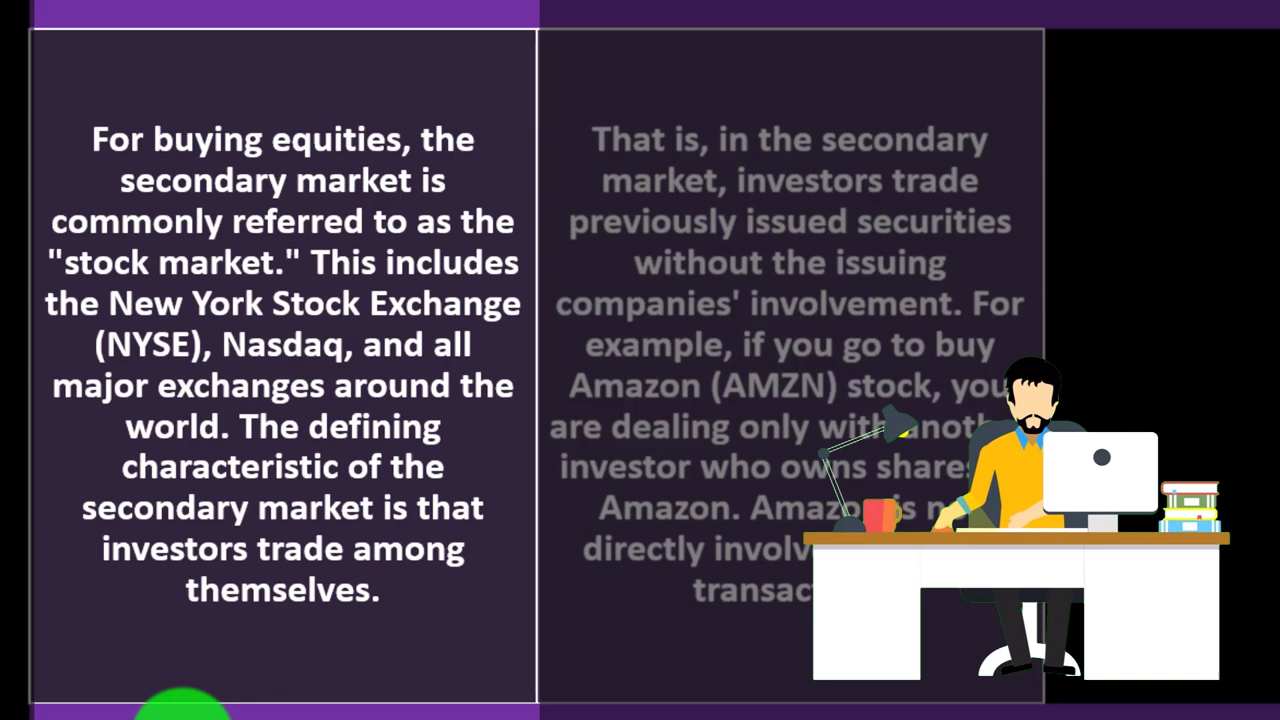 For buying equities, the
secondary market is
commonly referred to as the
"stock market." This includes
the New York Stock Exchange
(NYSE), Nasdaq, and all
major exchanges around the
world. The defining
characteristic of the
secondary market is that
investors trade among
themselves.
That is, in the secondary
market, investors trade
previously issued securities
without the issuing
companies' involvement. For
example, if you go to buy
Amazon (AMZN) stock, you
are dealing only with
investor who owns shares
Amazon. Amazon is
directly